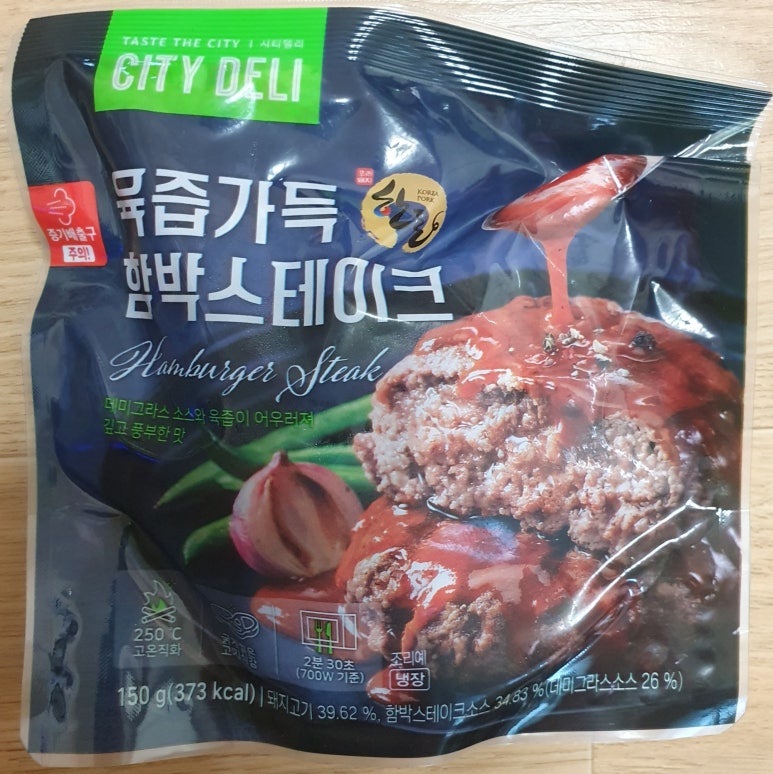 TASTE THE CITY | 시티델리
CITY DELI
육즙가득
함박스테이크
한돈
KOREA
PORK
증기배출구
주의!
Hamburger Steak
데미그라스 소스와 육즙이 어우러져
깊고 풍부한 맛
250℃
고온직화
2분 30초
(700W 기준)
조리예
냉장
150 g(373 kcal) | 돼지고기 39.62 %, 함박스테이크소스 34.83 %(데미그라스소스 26 %)